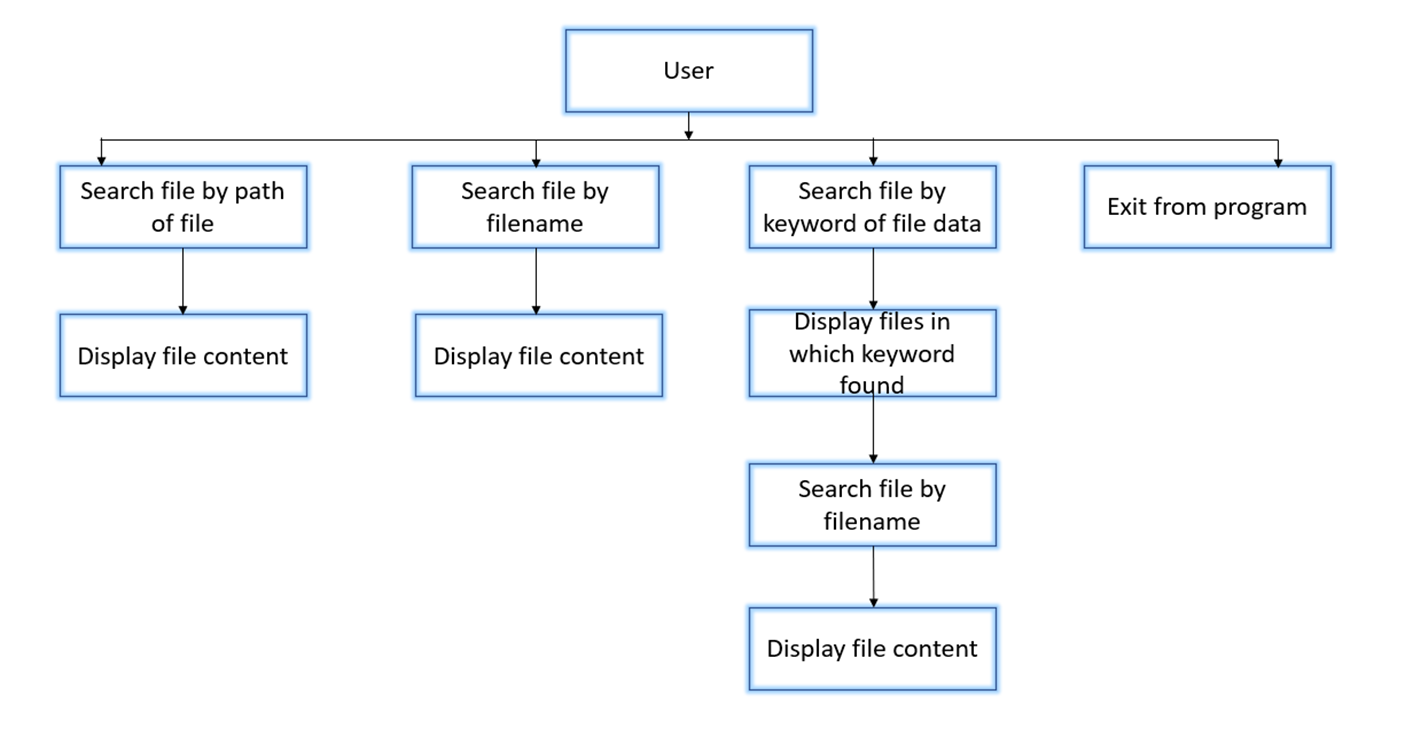 User
Search file by path
of file
Search file by
filename
Search file by
keyword of file data
Exit from program
Display file content
Display file content
Display files in
which keyword
found
Search file by
filename
Display file content